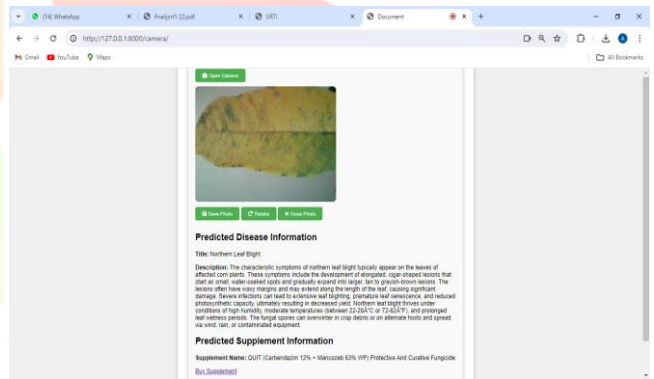 (14) WhatsApp
finalijcrt1 (2).pdf
URTI
Document
http://127.0.0.1:8000/camera/
Gmail YouTube Maps
All Bookmarks
Open Camera
Save Photo Retake Close Photo
Predicted Disease Information
Title: Northern Leaf Blight
Description: The characteristic symptoms of northern leaf blight typically appear on the leaves of
affected corn plants. These symptoms include the development of elongated, cigar-shaped lesions that
start as small, water-soaked spots and gradually expand into larger, tan to grayish-brown lesions. The
lesions often have wavy margins and may extend along the length of the leaf, causing significant
damage. Severe infections can lead to extensive leaf blighting, premature leaf senescence, and reduced
photosynthetic capacity, ultimately resulting in decreased yield. Northern leaf blight thrives under
conditions of high humidity, moderate temperatures (between 22-28Â°C or 72-82Â°F), and prolonged
leaf wetness periods. The fungal spores can overwinter in crop debris or on alternate hosts and spread
via wind, rain, or contaminated equipment.
Predicted Supplement Information
Supplement Name: QUIT (Carbendazim 12% + Mancozeb 63% WP) Protective And Curative Fungicide
Buy Supplement